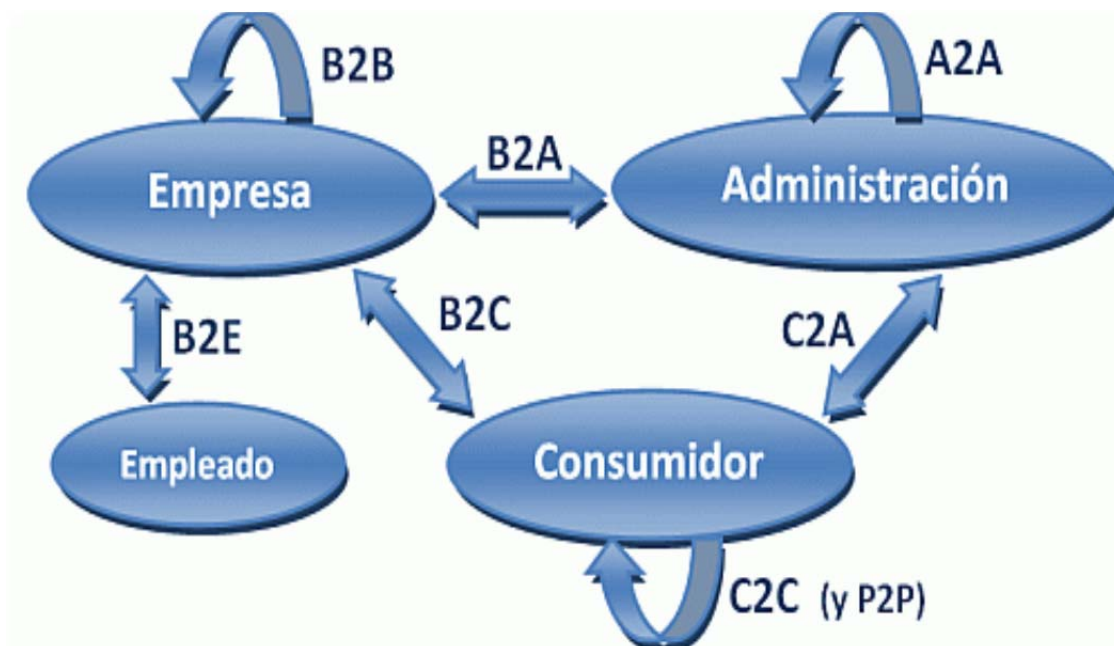 B2B
A2A
B2A
Empresa
Administración
B2C
C2A
B2E
Empleado
Consumidor
C2C (y P2P)